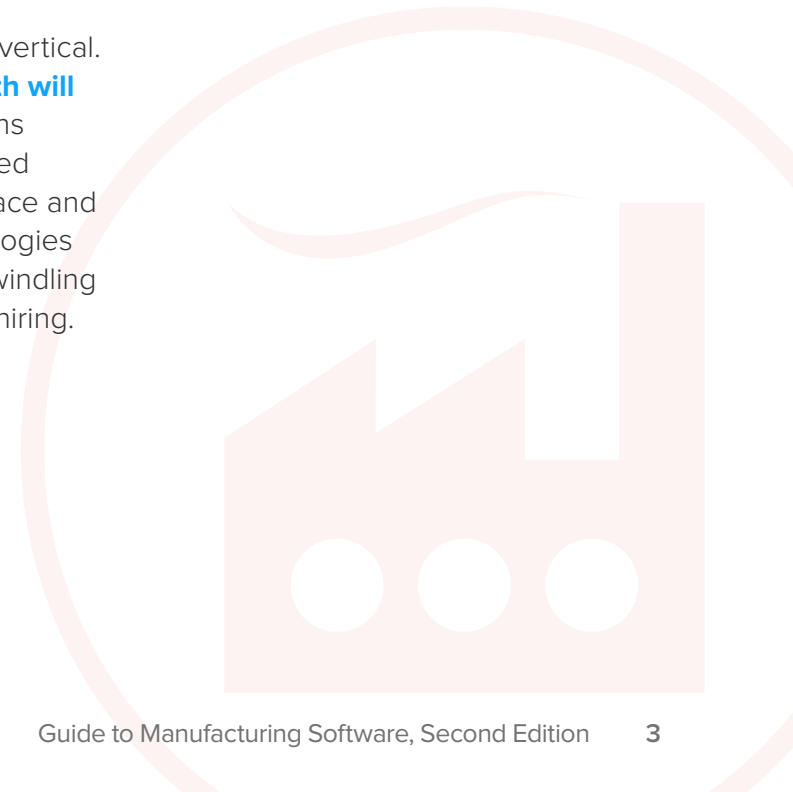 vertical.
th will
ns
ed
ace and
ogies
windling
hiring.
Guide to Manufacturing Software, Second Edition 3